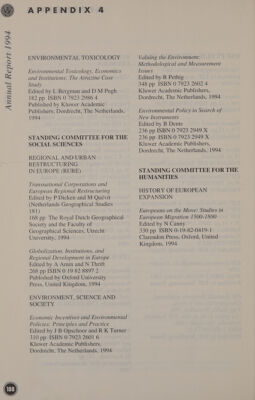 APPENDIX 4
Annual Report 1994
ENVIRONMENTAL TOXICOLOGY
Environmental Toxicology, Economics
and Institutions; The Atrazine Case
Study
Edited by L Bergman and D M Pugh
182 pp ISBN 0 7923 2986 4
Published by Kluwer Academic
Dordrecht, The Netherlands,
1994
STANDING COMMITTEE FOR THE
SOCIAL SCIENCES
REGIONAL AND URBAN
RESTRUCTURING
IN EUROPE (RURE)
Transnational Corporations and
European Regional Restructuring
Edited by P Dicken and M Quévit
(Netherlands Geographical Studies
181)
168 pp The Royal Dutch Geographical
Society and the Faculty of
Geographical Sciences, Utrecht
University, 1994
Globalization, Institutions, and
Regional Development in Europe
Edited by A Amin and N Thrift
268 pp ISBN 0 19 82 8897 2
Published by Oxford University
Press, United Kingdom, 1994
ENVIRONMENT, SCIENCE AND
SOCIETY
Economic Incentives and Environmental
Policies: Principles and Practice
Edited by J B Opschoor and R K Turner
310 pp ISBN 0 7923 2601 6
Kluwer Academic Publishers,
Dordrecht, The Netherlands, 1994
Valuing the Environment:
Methodological and Measurement
Issues
Edited by R Pethig
348 pp ISBN 0 7923 2602 4
Kluwer Academic Publishers,
Dordrecht, The Netherlands, 1994
Environmental Policy in Search of
New Instruments
Edited by B Dente
236 pp ISBN 0 7923 2949 X
236 pp ISBN 0 7923 2949 X
Kluwer Academic Publishers,
Dordrecht, The Netherlands, 1994
STANDING COMMITTEE FOR THE
HUMANITIES
HISTORY OF EUROPEAN
EXPANSION
Europeans on the Move: Studies in
European Migration 1500-1800
Edited by N Canny
330 pp ISBN 0-19-82-0419-1
Clarendon Press, Oxford, United
Kingdom, 1994